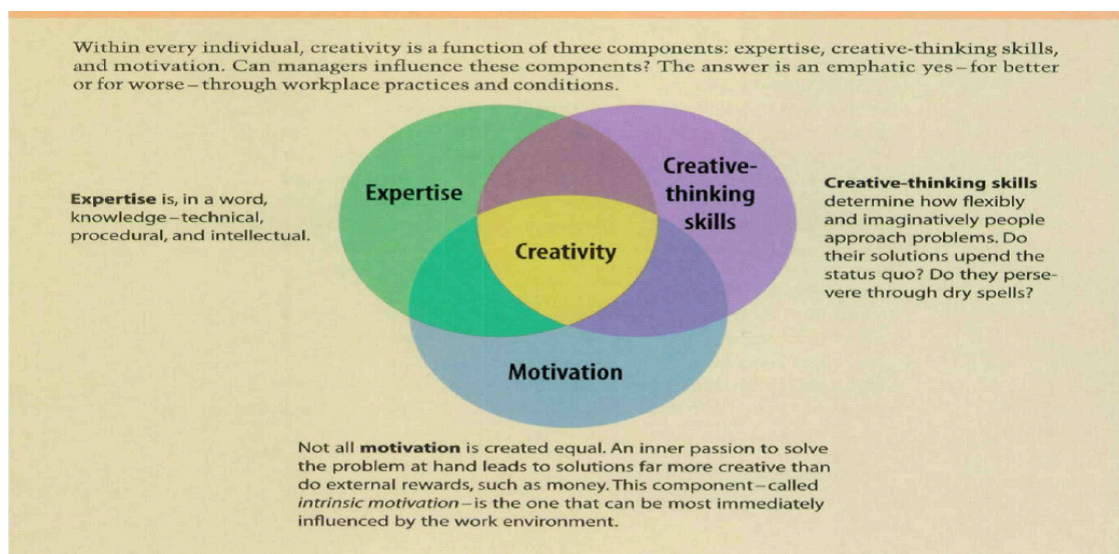 Within every individual, creativity is a function of three components: expertise, creative-thinking skills,
and motivation. Can managers influence these components? The answer is an emphatic yes–for better
or for worse–through workplace practices and conditions.
Expertise
Creative-
thinking
skills
Creativity
Motivation
Expertise is, in a word,
knowledge–technical,
procedural, and intellectual.
Creative-thinking skills
determine how flexibly
and imaginatively people
approach problems. Do
their solutions upend the
status quo? Do they perse-
vere through dry spells?
Not all motivation is created equal. An inner passion to solve
the problem at hand leads to solutions far more creative than
do external rewards, such as money. This component–called
intrinsic motivation–is the one that can be most immediately
influenced by the work environment.